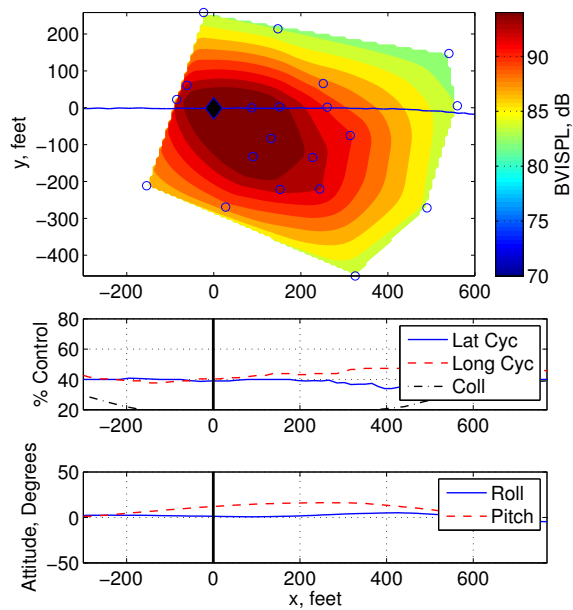 200
100
0
−100
−200
−300
−400
y, feet
−200 0 200 400 600
90
85
80
75
70
BVISPL, dB
80
60
40
20
% Control
Lat Cyc
Long Cyc
Coll
−200 0 200 400 600
50
0
−50
Attitude, Degrees
Roll
Pitch
−200 0 200 400 600
x, feet